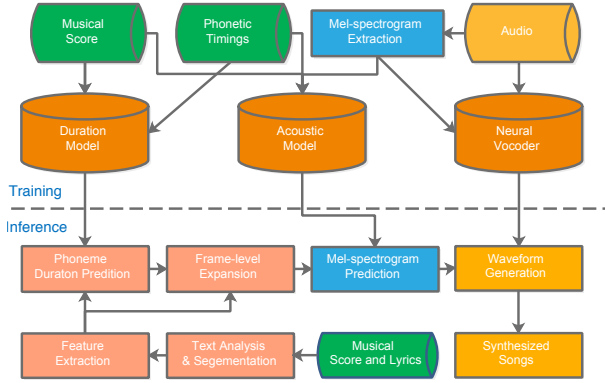 Musical
Score
Phonetic
Timings
Mel-spectrogram
Extraction
Audio
Duration
Model
Acoustic
Model
Neural
Vocoder
Training
Inference
Phoneme
Duraton Predition
Frame-level
Expansion
Mel-spectrogram
Prediction
Waveform
Generation
Feature
Extraction
Text Analysis
& Segementation
Musical
Score and Lyrics
Synthesized
Songs